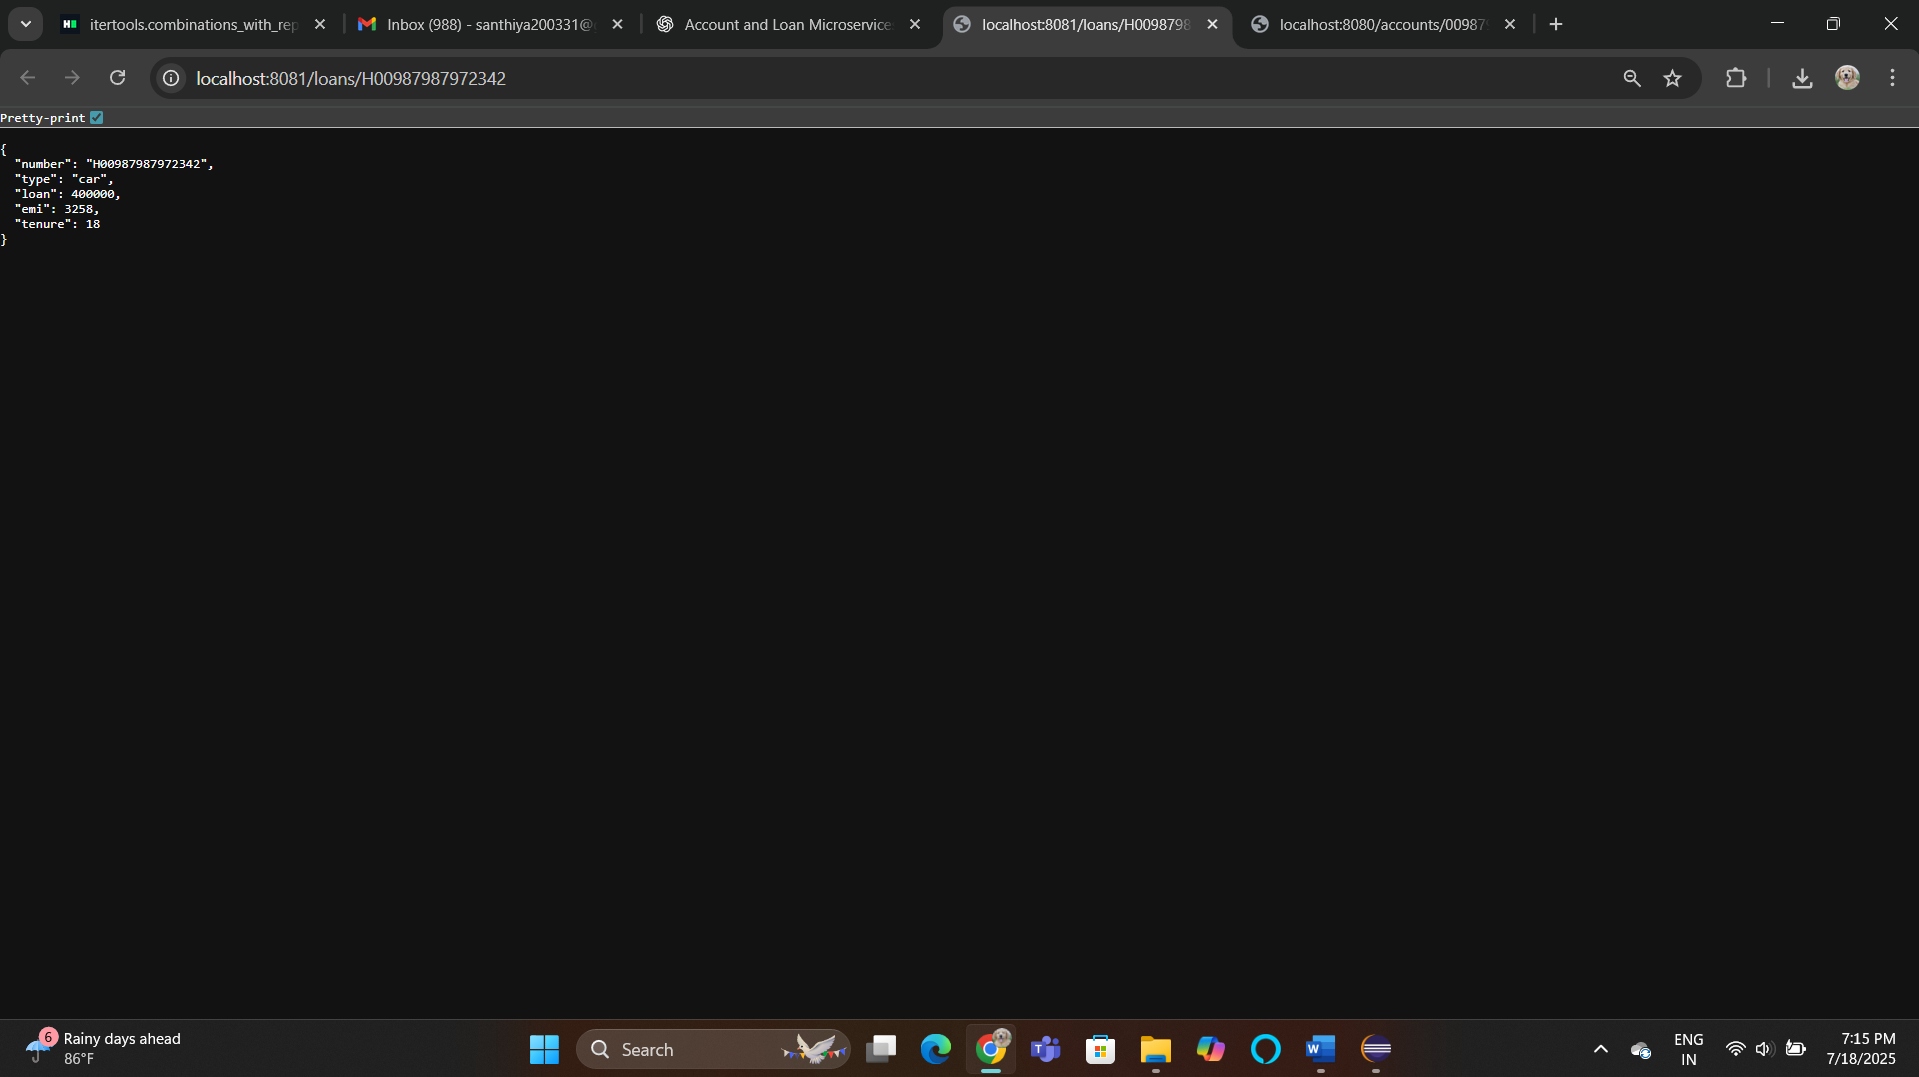 itertools.combinations_with_rep
Inbox (988) - santhiya200331@
Account and Loan Microservice
localhost:8081/loans/H0098798
localhost:8080/accounts/00987
localhost:8081/loans/H00987987972342
Pretty-print
{
"number": "H00987987972342",
"type": "car",
"loan": 400000,
"emi": 3258,
"tenure": 18
}
6
Rainy days ahead
86°F
Search
ENG
IN
7:15 PM
7/18/2025